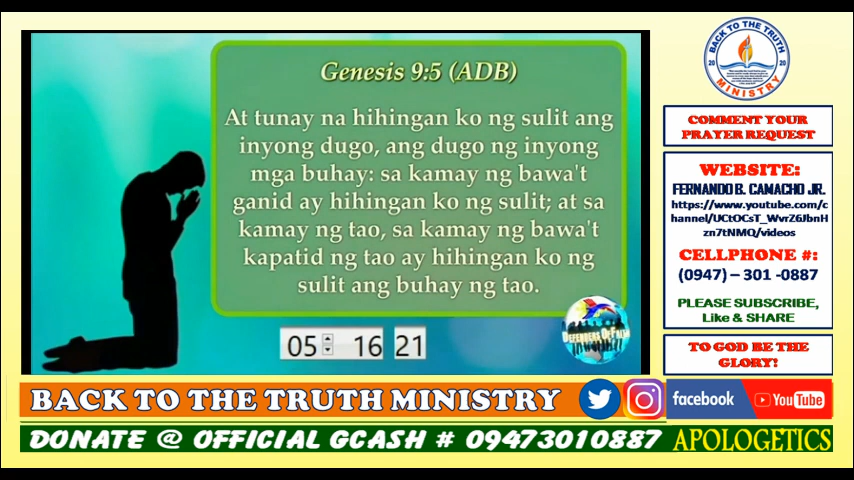 Genesis 9:5 (ADB)
At tunay na hihingan ko ng sulit ang
inyong dugo, ang dugo ng inyong
mga buhay: sa kamay ng bawa't
ganid ay hihingan ko ng sulit; at sa
kamay ng tao, sa kamay ng bawa't
kapatid ng tao ay hihingan ko ng
sulit ang buhay ng tao.
05 16 21
DEFENDERS OF FAITH
BACK TO THE TRUTH
20 20
MINISTRY
COMMENT YOUR
PRAYER REQUEST
WEBSITE:
FERNANDO B. CAMACHO JR.
https://www.youtube.com/c
hannel/UCtOCsT_WvrZ6JbnH
zn7tNMQ/videos
CELLPHONE #:
(0947) – 301 -0887
PLEASE SUBSCRIBE,
Like & SHARE
TO GOD BE THE
GLORY!
BACK TO THE TRUTH MINISTRY
facebook
YouTube
DONATE @ OFFICIAL GCASH # 09473010887
APOLOGETICS